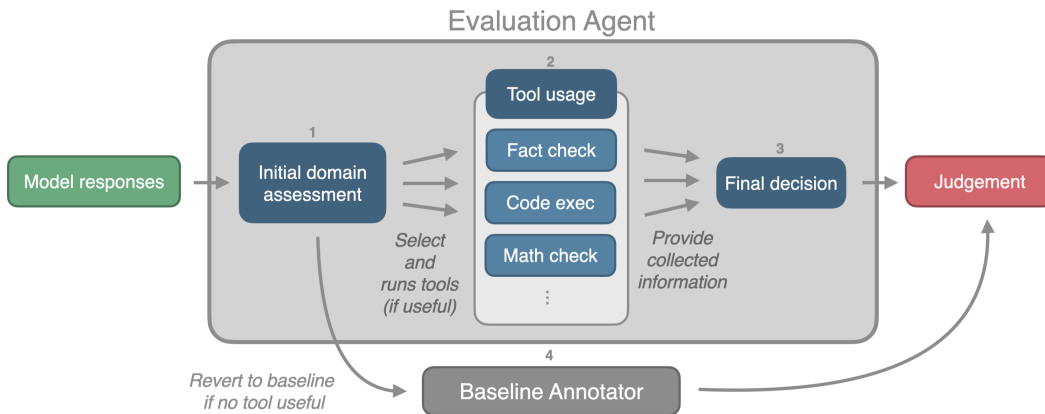 Evaluation Agent
1
2
3
Model responses
Initial domain
assessment
Tool usage
Fact check
Code exec
Math check
⋮
Final decision
Judgement
Select
and
runs tools
(if useful)
Provide
collected
information
4
Revert to baseline
if no tool useful
Baseline Annotator